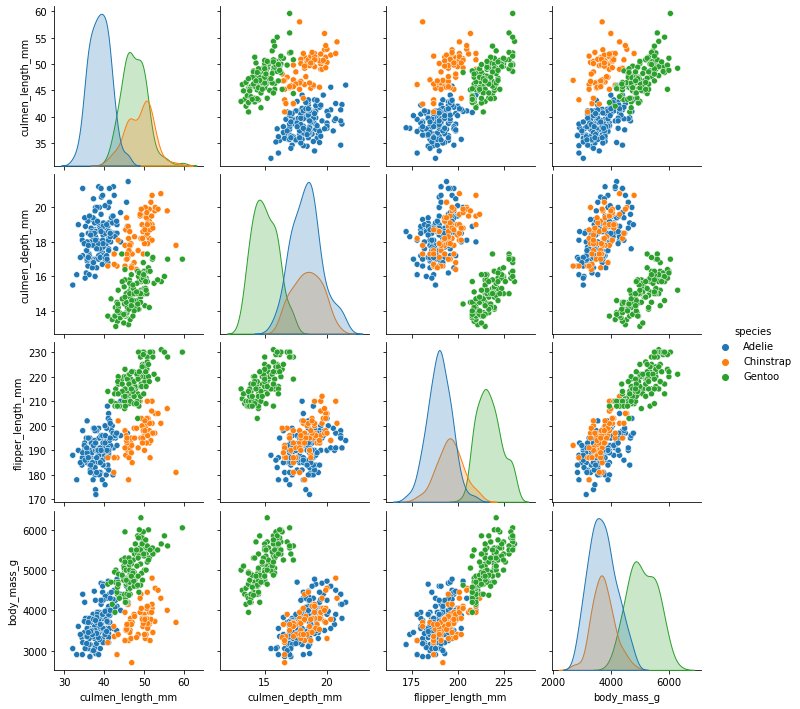 60
55
50
45
40
35
culmen_length_mm
20
18
16
14
culmen_depth_mm
species
Adelie
Chinstrap
Gentoo
230
220
210
200
190
180
170
flipper_length_mm
6000
5000
4000
3000
body_mass_g
30 40 50 60 15 20 175 200 225 2000 4000 6000
culmen_length_mm culmen_depth_mm flipper_length_mm body_mass_g